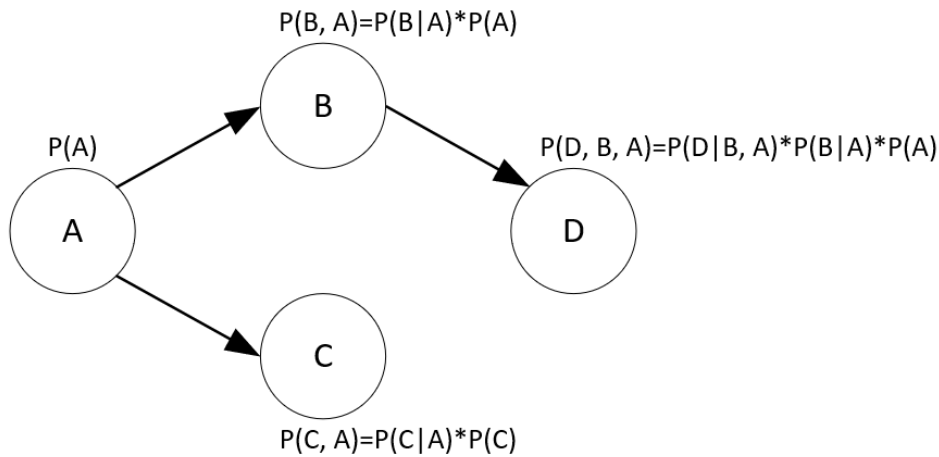 P(B, A)=P(B|A)*P(A)
B
P(A)
P(D, B, A)=P(D|B, A)*P(B|A)*P(A)
A
D
C
P(C, A)=P(C|A)*P(C)